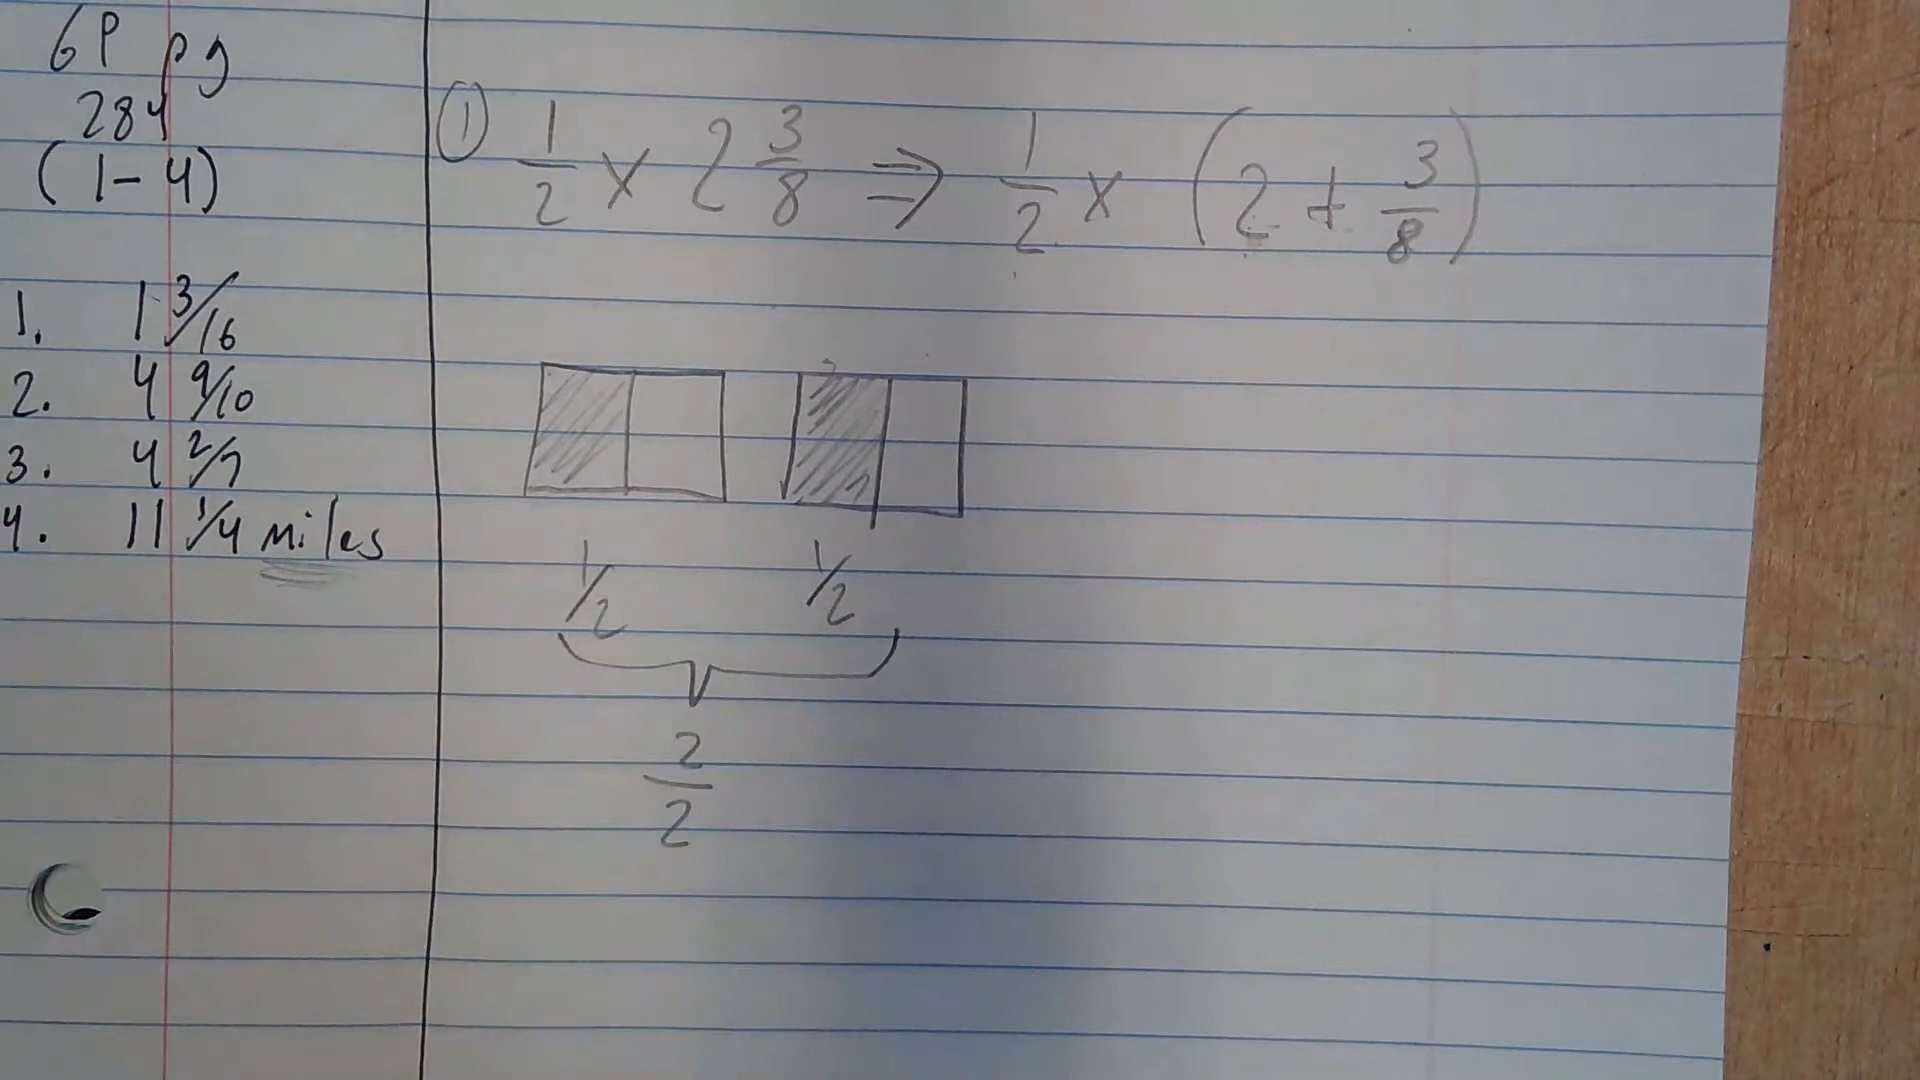 GP pg
284
(1-4)
1. 1 3/16
2. 4 9/10
3. 4 2/7
4. 11 1/4 miles
① 1/2 × 2 3/8 ⇒ 1/2 × (2 + 3/8)
1/2 1/2
2/2